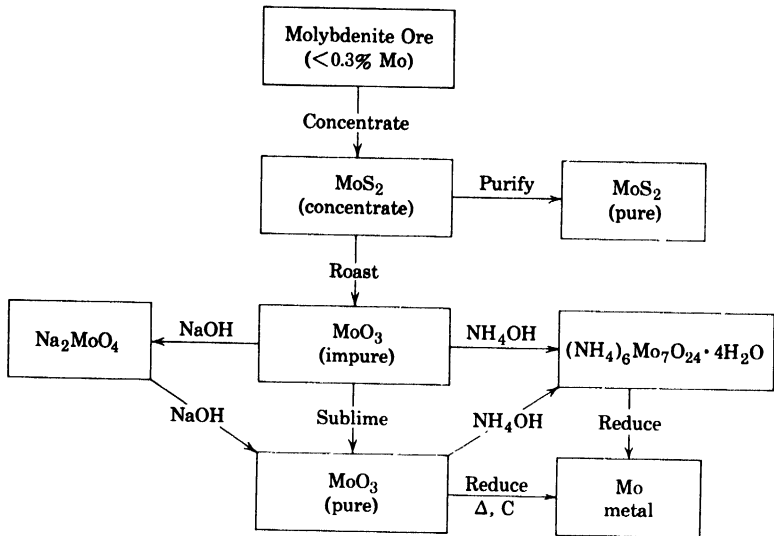 Molybdenite Ore
(<0.3% Mo)
Concentrate
MoS₂
(concentrate)
Purify
MoS₂
(pure)
Roast
Na₂MoO₄
NaOH
MoO₃
(impure)
NH₄OH
(NH₄)₆Mo₇O₂₄·4H₂O
NaOH
Sublime
NH₄OH
Reduce
MoO₃
(pure)
Reduce
Δ, C
Mo
metal